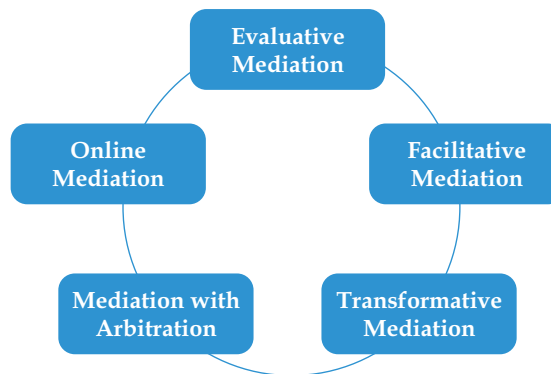 Evaluative
Mediation
Online
Mediation
Facilitative
Mediation
Mediation with
Arbitration
Transformative
Mediation